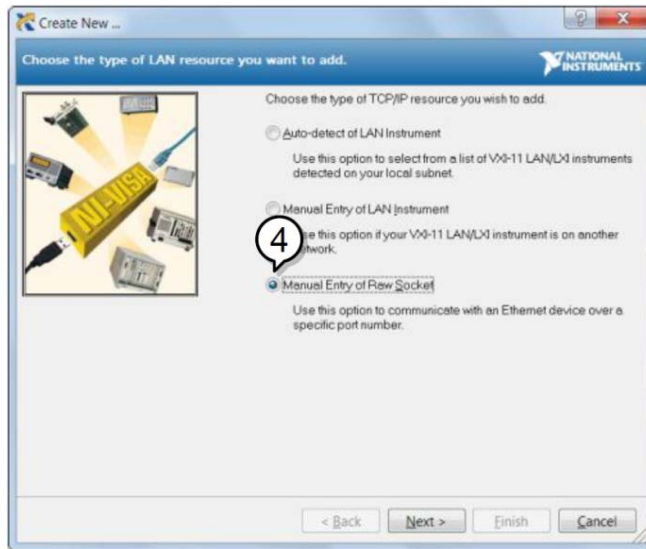 Create New ...
Choose the type of LAN resource you want to add.
NATIONAL
INSTRUMENTS
Choose the type of TCP/IP resource you wish to add.
Auto-detect of LAN Instrument
Use this option to select from a list of VXI-11 LAN/LXI instruments
detected on your local subnet.
Manual Entry of LAN Instrument
this option if your VXI-11 LAN/LXI instrument is on another
4
Manual Entry of Raw Socket
Use this option to communicate with an Ethernet device over a
specific port number.
NI-VISA
< Back
Next >
Finish
Cancel